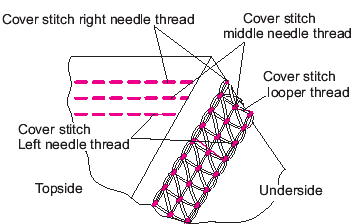 Cover stitch right needle thread
Cover stitch
middle needle thread
Cover stitch
looper thread
Cover stitch
Left needle thread
Topside
Underside